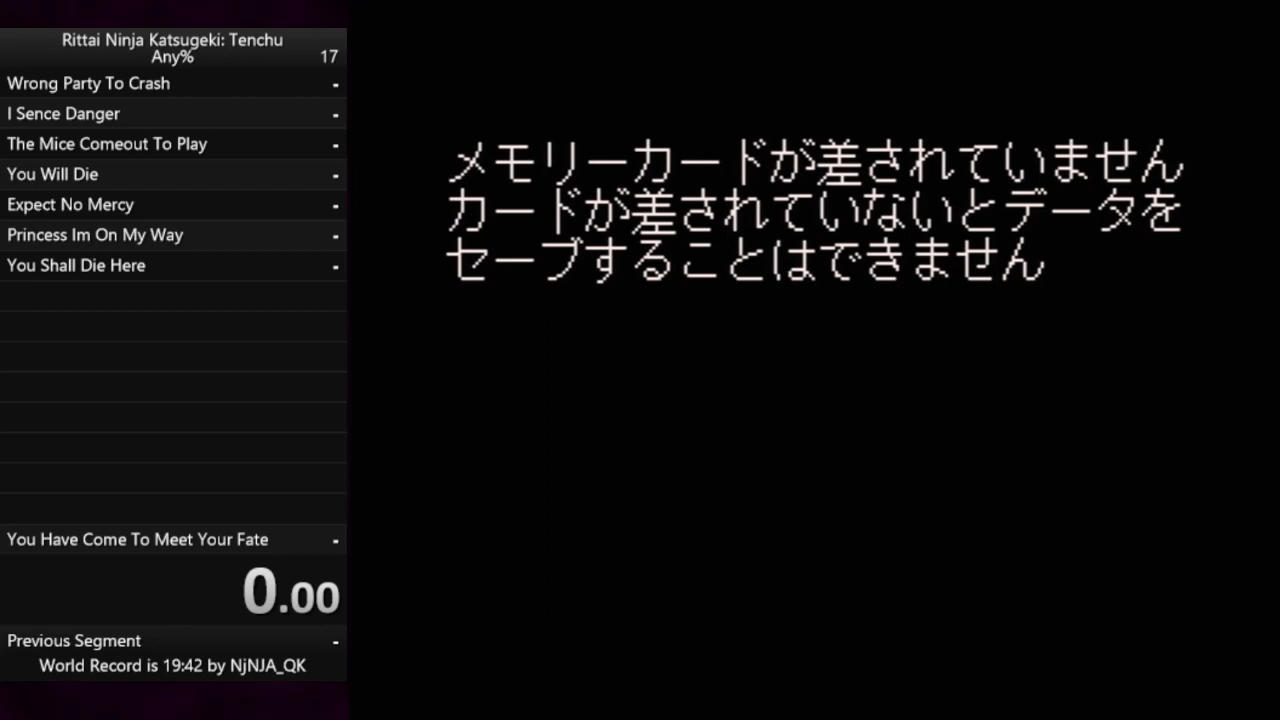 Rittai Ninja Katsugeki: Tenchu
Any% 17
Wrong Party To Crash -
I Sence Danger -
The Mice Comeout To Play -
You Will Die -
Expect No Mercy -
Princess Im On My Way -
You Shall Die Here -
You Have Come To Meet Your Fate -
0.00
Previous Segment -
World Record is 19:42 by NjNJA_QK
メモリーカードが差されていません
カードが差されていないとデータを
セーブすることはできません